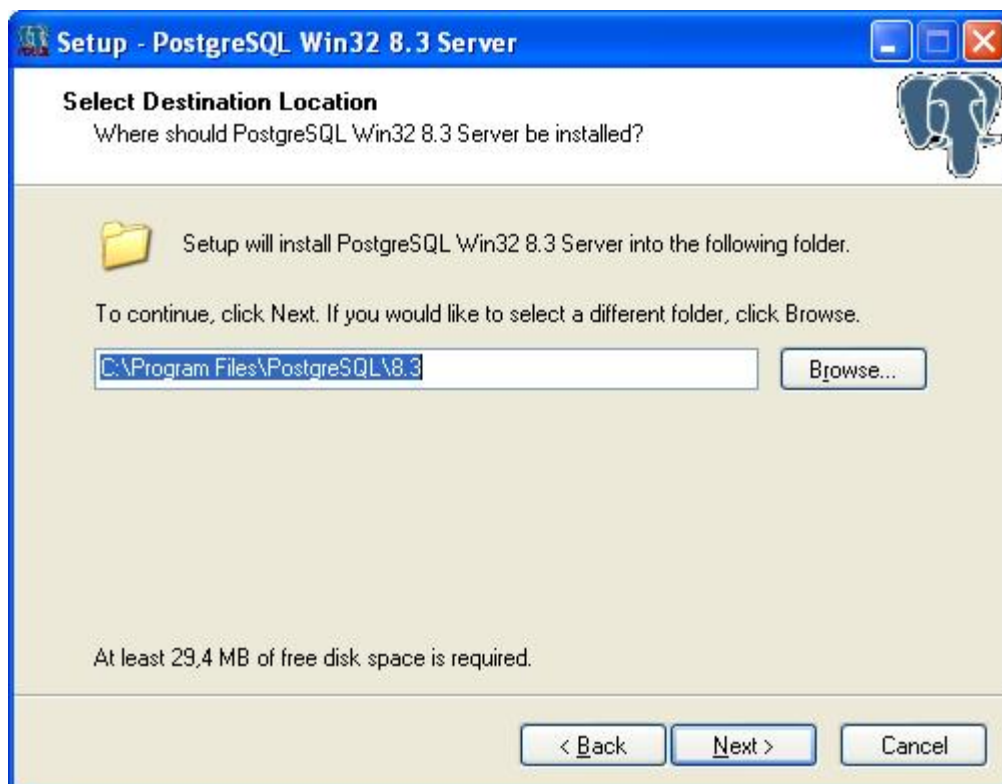 Setup - PostgreSQL Win32 8.3 Server
Select Destination Location
Where should PostgreSQL Win32 8.3 Server be installed?
Setup will install PostgreSQL Win32 8.3 Server into the following folder.
To continue, click Next. If you would like to select a different folder, click Browse.
C:\Program Files\PostgreSQL\8.3
Browse...
At least 29,4 MB of free disk space is required.
< Back Next > Cancel